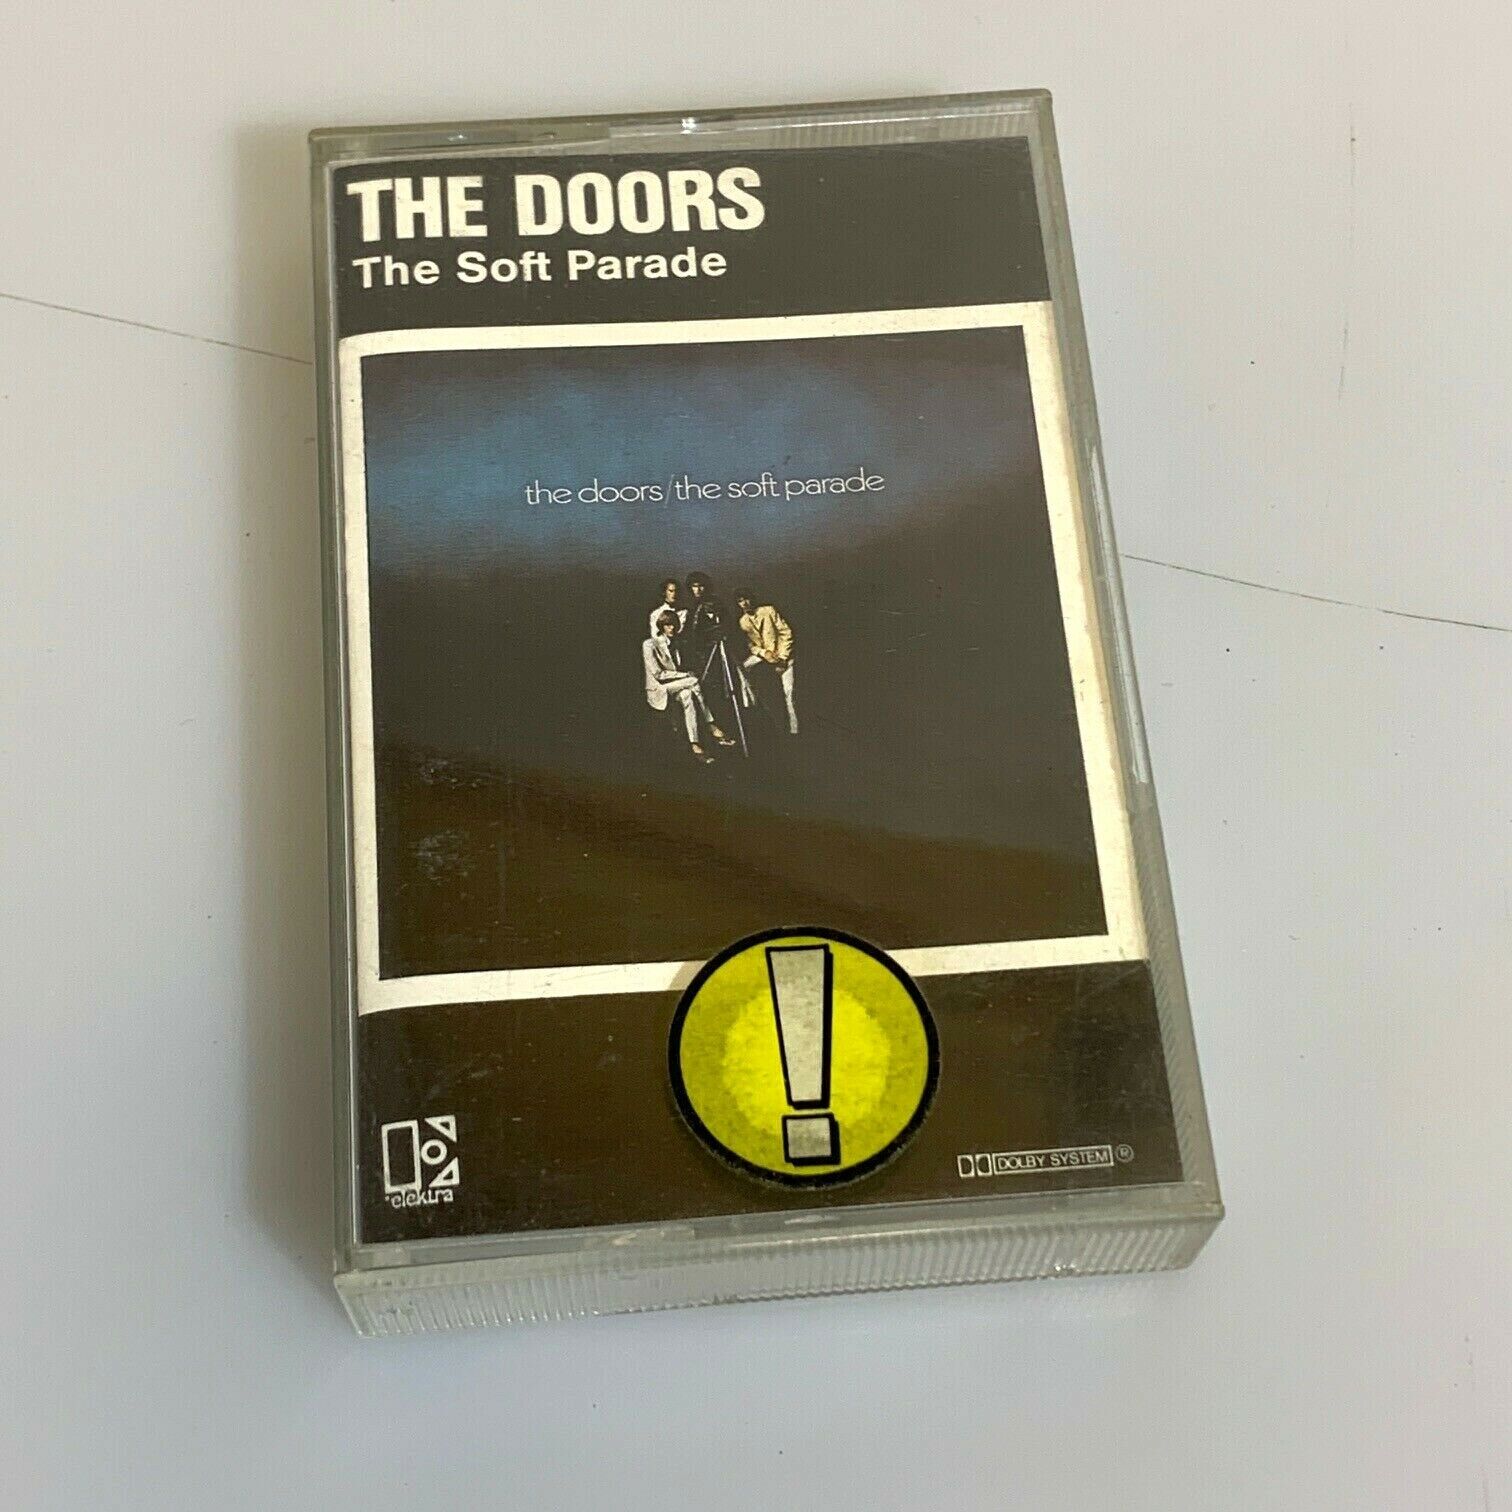 THE DOORS
The Soft Parade
the doors/the soft parade
!
elektra
DOLBY SYSTEM ®